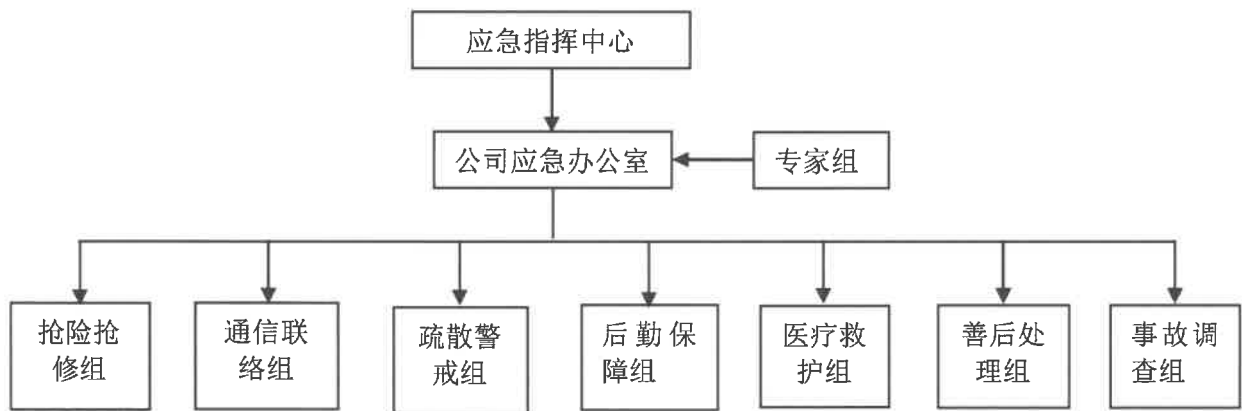 应急指挥中心
公司应急办公室
专家组
抢险抢
修组
通信联
络组
疏散警
戒组
后勤保
障组
医疗救
护组
善后处
理组
事故调
查组